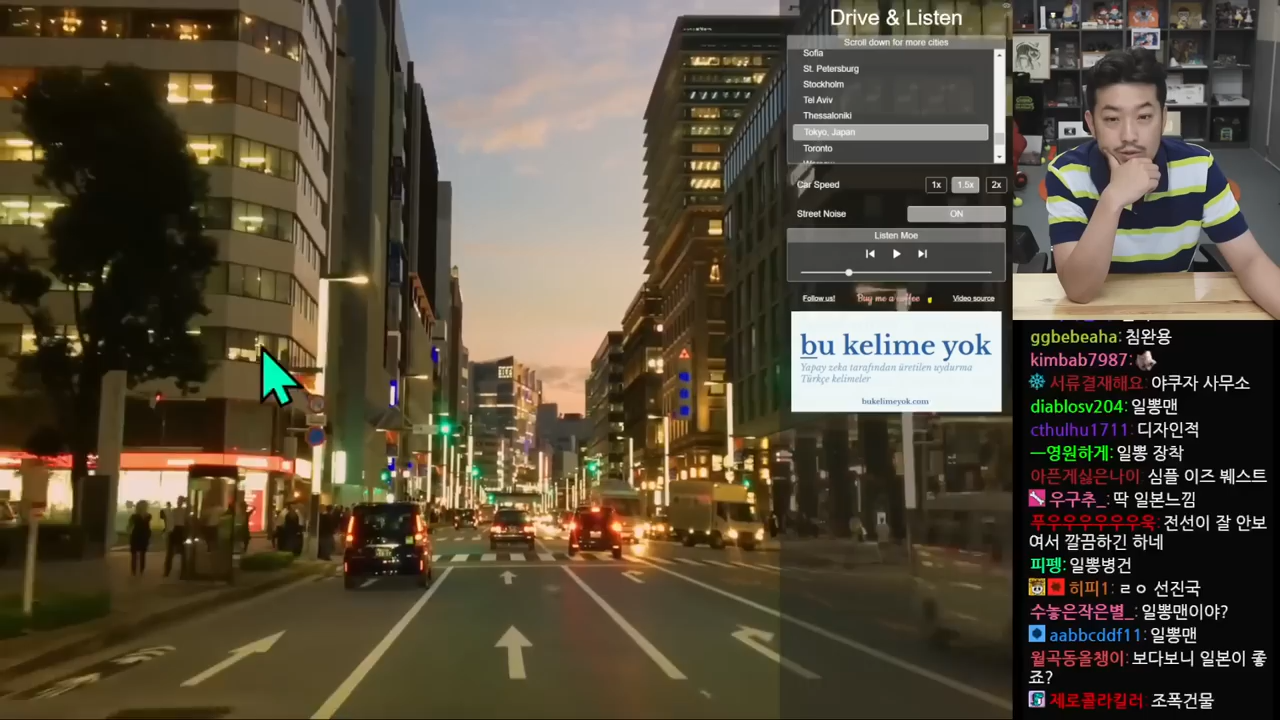 Drive & Listen
Scroll down for more cities
Sofia
St. Petersburg
Stockholm
Tel Aviv
Thessaloniki
Tokyo, Japan
Toronto
Car Speed
1x
1.5x
2x
Street Noise
ON
Listen Moe
Follow us!
Buy me a coffee
Video source
bu kelime yok
Yapay zeka tarafından üretilen uydurma
Türkçe kelimeler
bukelimeyok.com
ggbebeaha: 침완용
kimbab7987:
서류결재해요: 야쿠자 사무소
diablosv204: 일뽕맨
cthulhu1711: 디자인적
一영원하게: 일뽕 장착
아픈게싫은나이: 심플 이즈 붸스트
우구추_: 딱 일본느낌
푸우우우우우우욱: 전선이 잘 안보
여서 깔끔하긴 하네
피펭: 일뽕병건
히피1: ㄹㅇ 선진국
수놓은작은별_: 일뽕맨이야?
aabbcddf11: 일뽕맨
월곡동올챙이: 보다보니 일본이 좋
죠?
제로콜라킬러: 조폭건물